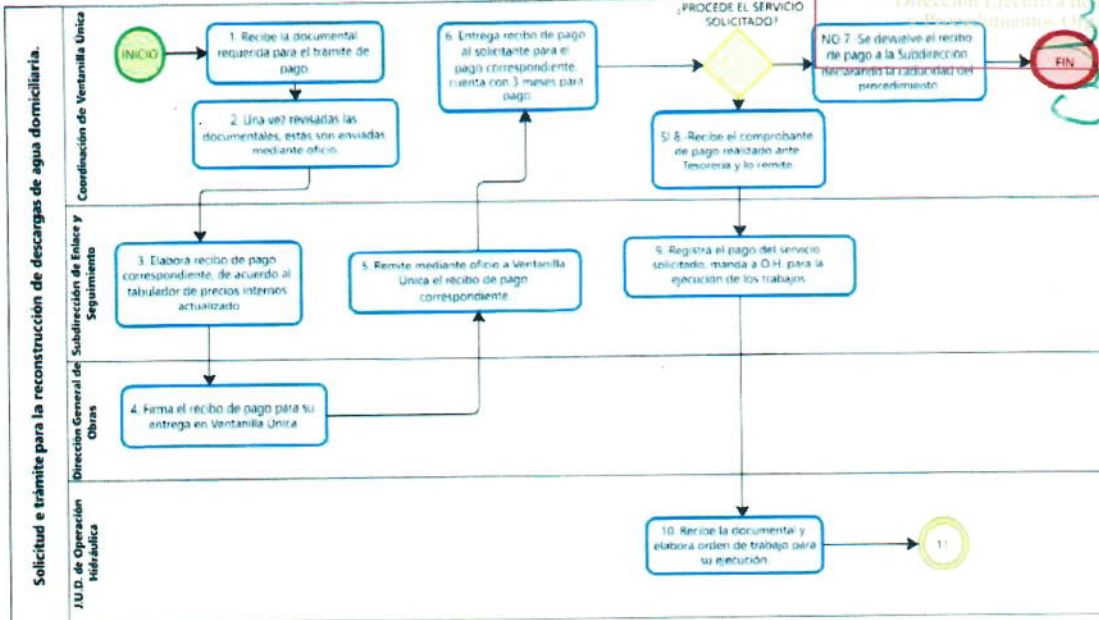 Solicitud e trámite para la reconstrucción de descargas de agua domiciliaria.
Coordinación de Ventanilla Única
INICIO
1. Recibe la documental
requerida para el trámite de
pago.
2. Una vez revisadas las
documentales, estas son enviadas
mediante oficio.
6. Entrega recibo de pago
al solicitante para el
pago correspondiente,
cuenta con 3 meses para
pago.
¿PROCEDE EL SERVICIO
SOLICITADO?
NO 7- Se devuelve el recibo
de pago a la Subdirección
declarando la caducidad del
procedimiento
FIN
Dirección Ejecutiva de
SI 8.-Recibe el comprobante
de pago realizado ante
Tesorería y lo remite.
Subdirección de Enlace y
Seguimiento
3. Elabora recibo de pago
correspondiente, de acuerdo al
tabulador de precios internos
actualizado
5. Remite mediante oficio a Ventanilla
Única el recibo de pago
correspondiente.
9. Registra el pago del servicio
solicitado, manda a O.H. para la
ejecución de los trabajos
Dirección General de
Obras
4. Firma el recibo de pago para su
entrega en Ventanilla Única
J.U.D. de Operación
Hidráulica
10. Recibe la documental y
elabora orden de trabajo para
su ejecución.
11